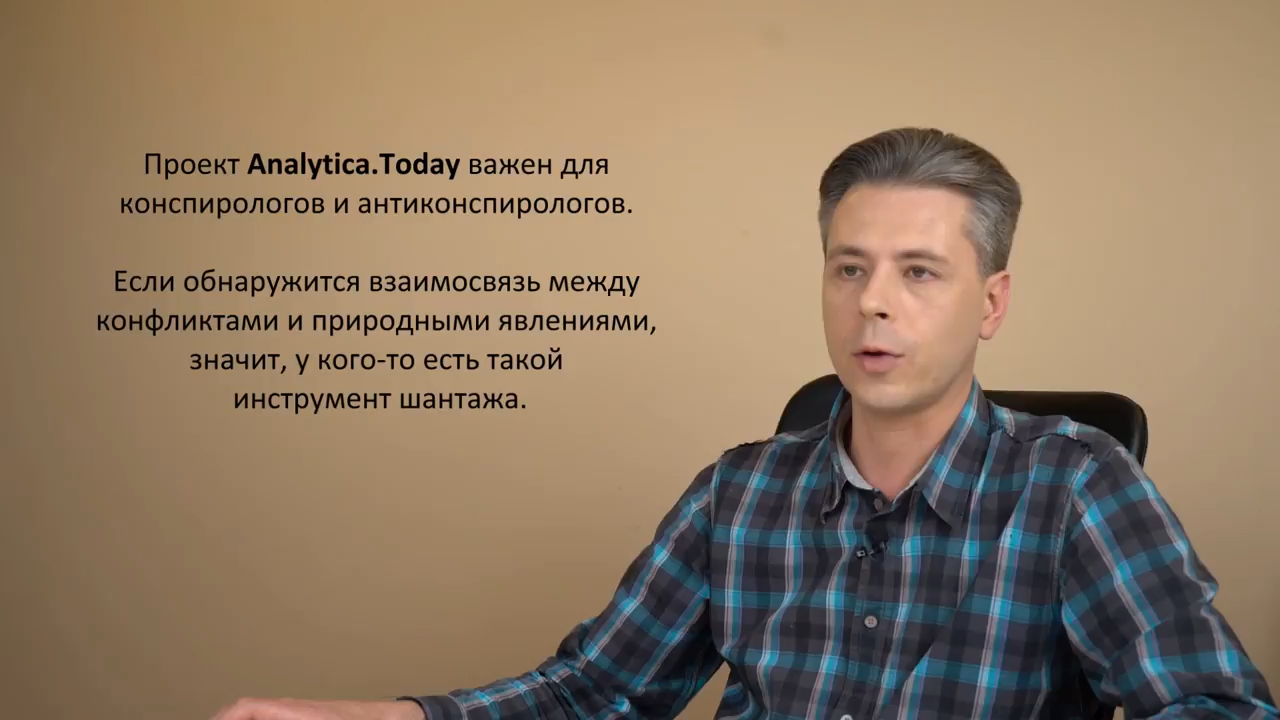 Проект Analytica.Today важен для
конспирологов и антиконспирологов.
Если обнаружится взаимосвязь между
конфликтами и природными явлениями,
значит, у кого-то есть такой
инструмент шантажа.